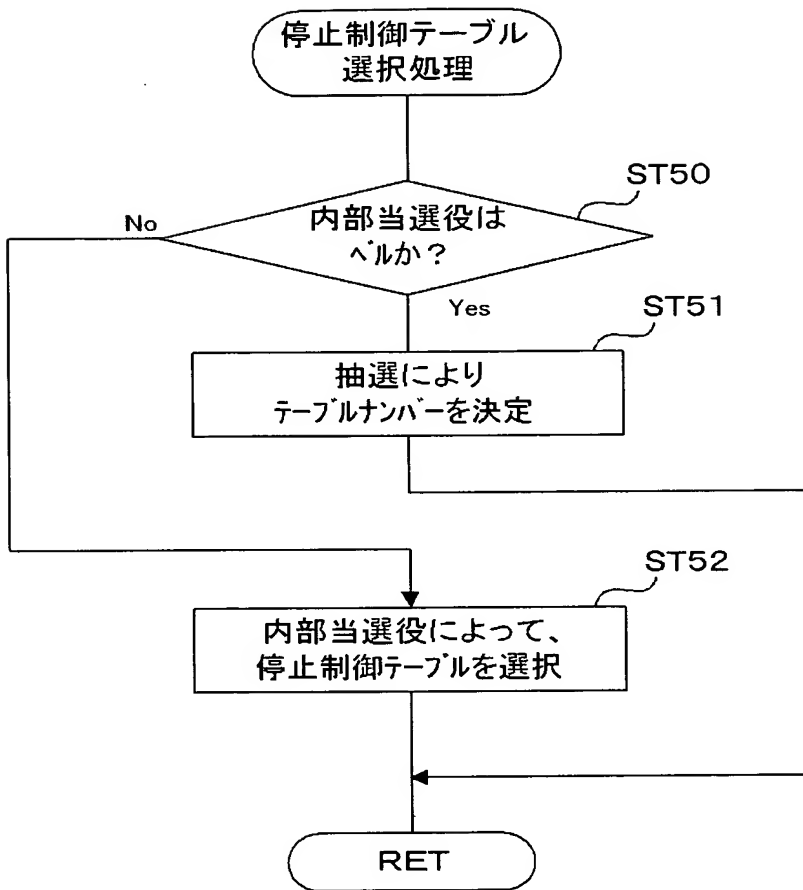 停止制御テーブル
選択処理
ST50
内部当選役は
ベルか？
No
Yes
ST51
抽選により
テーブルナンバーを決定
ST52
内部当選役によって、
停止制御テーブルを選択
RET